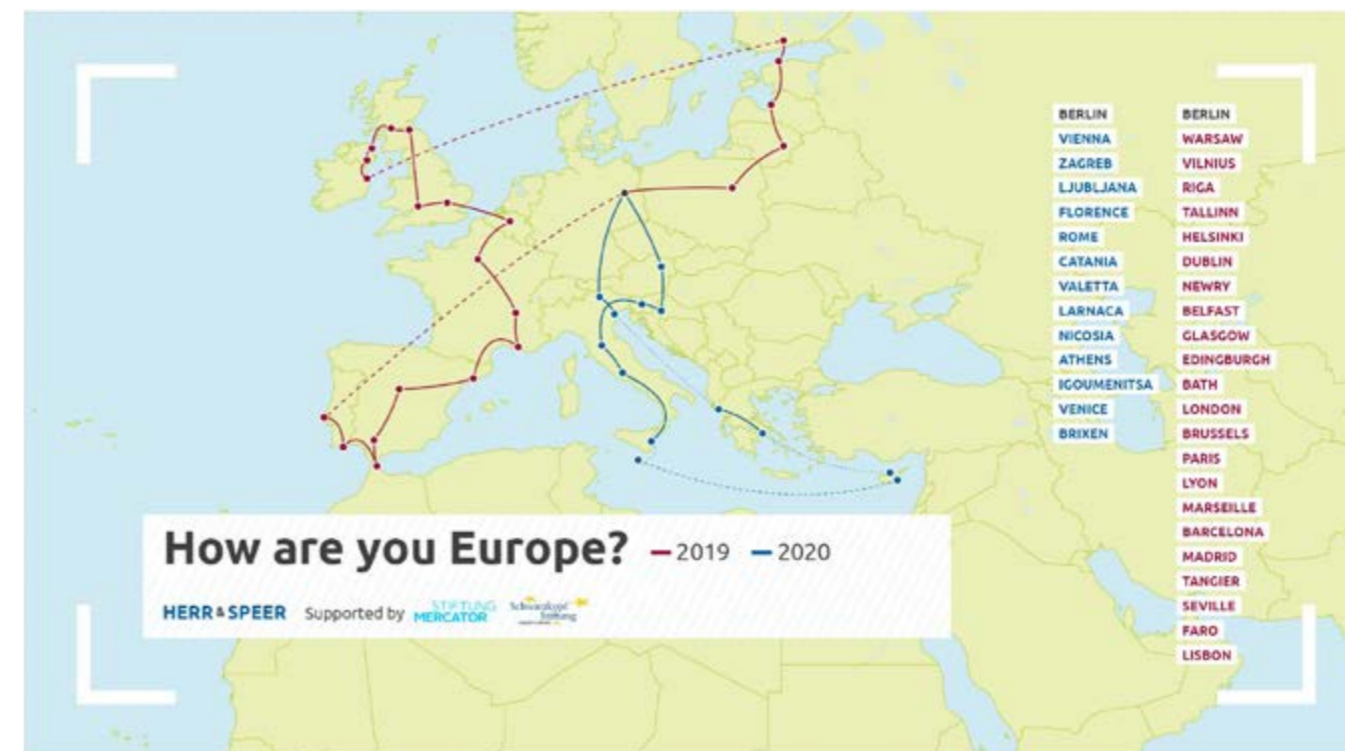 BERLIN
VIENNA
ZAGREB
LJUBLJANA
FLORENCE
ROME
CATANIA
VALETTA
LARNACA
NICOSIA
ATHENS
IGOUMENITSA
VENICE
BRIXEN
BERLIN
WARSAW
VILNIUS
RIGA
TALLINN
HELSINKI
DUBLIN
NEWRY
BELFAST
GLASGOW
EDINGBURGH
BATH
LONDON
BRUSSELS
PARIS
LYON
MARSEILLE
BARCELONA
MADRID
TANGIER
SEVILLE
FARO
LISBON
How are you Europe? 2019 2020
HERR & SPEER Supported by STIFTUNG MERCATOR Schwarzkopf Stiftung